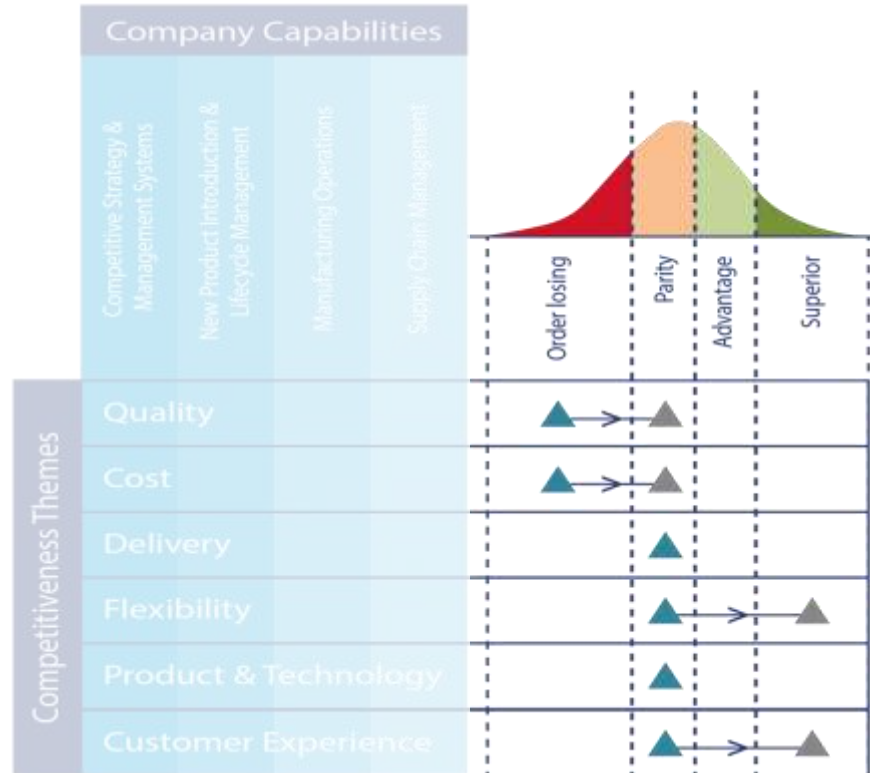 Company Capabilities
Competitive Strategy &
Management Systems
New Product Introduction &
Lifecycle Management
Manufacturing Operations
Supply Chain Management
Order losing
Parity
Advantage
Superior
Competitiveness Themes
Quality
Cost
Delivery
Flexibility
Product & Technology
Customer Experience